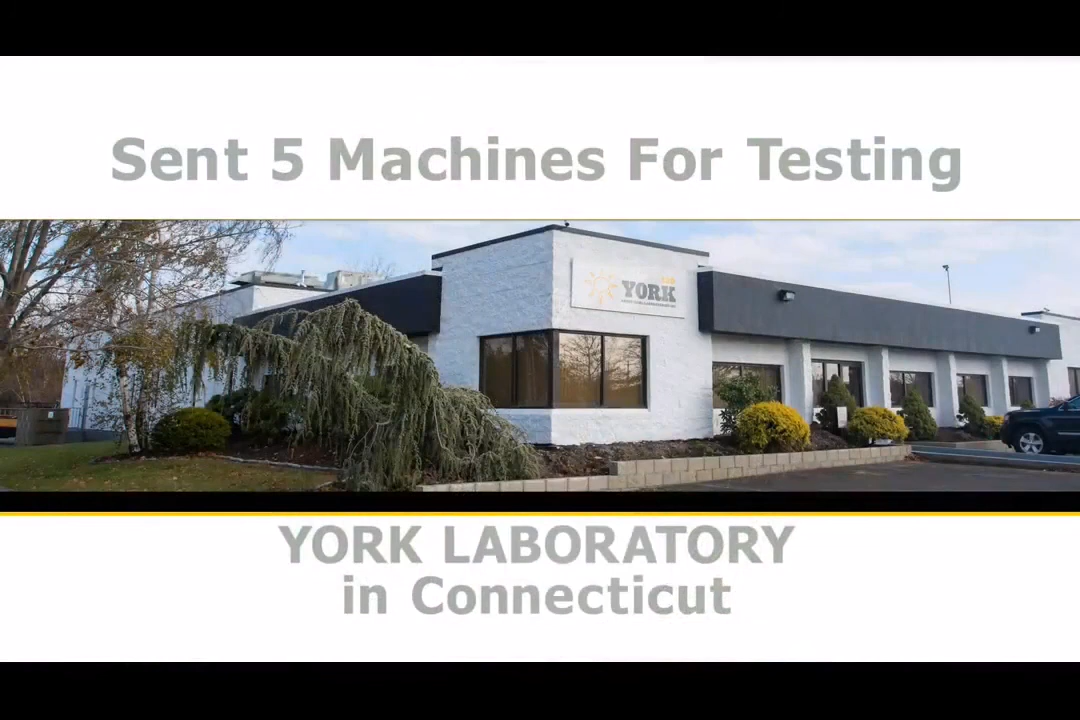 Sent 5 Machines For Testing
YORK
YORK LABORATORY
in Connecticut